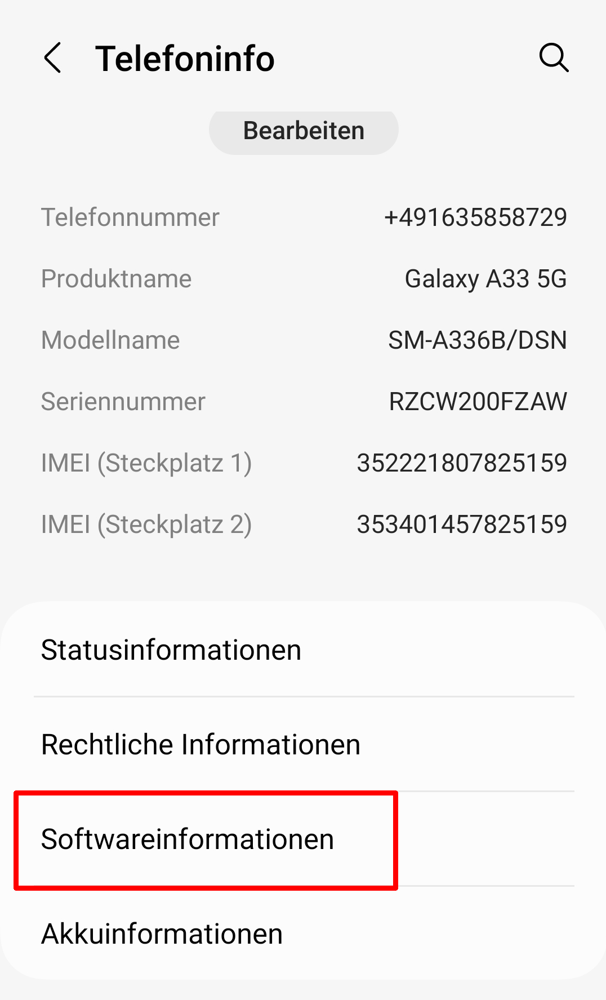 Telefoninfo
Bearbeiten
Telefonnummer +491635858729
Produktname Galaxy A33 5G
Modellname SM-A336B/DSN
Seriennummer RZCW200FZAW
IMEI (Steckplatz 1) 352221807825159
IMEI (Steckplatz 2) 353401457825159
Statusinformationen
Rechtliche Informationen
Softwareinformationen
Akkuinformationen